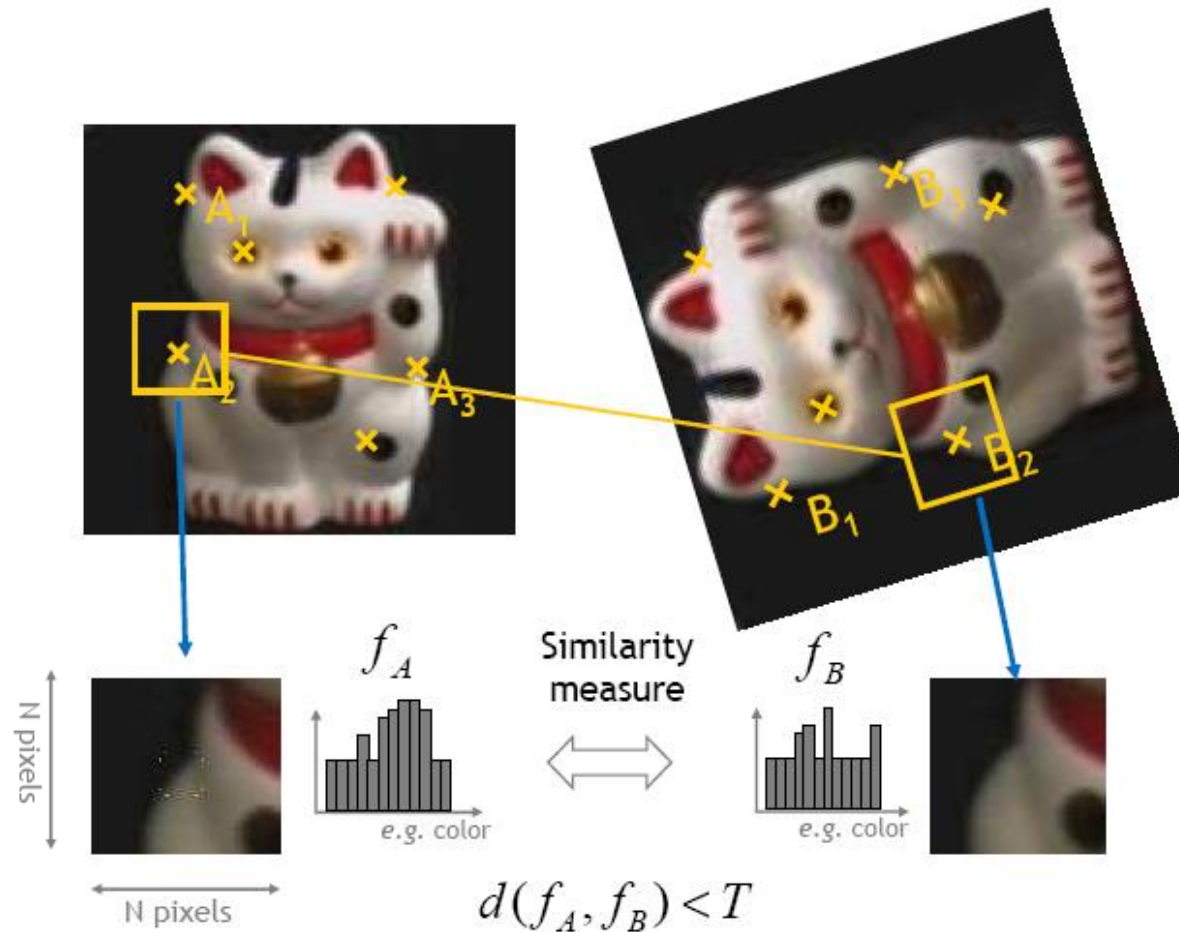 A₁
A₂
A₃
B₃
B₂
B₁
f_A
Similarity
measure
f_B
N pixels
e.g. color
e.g. color
N pixels
d(f_A, f_B) < T